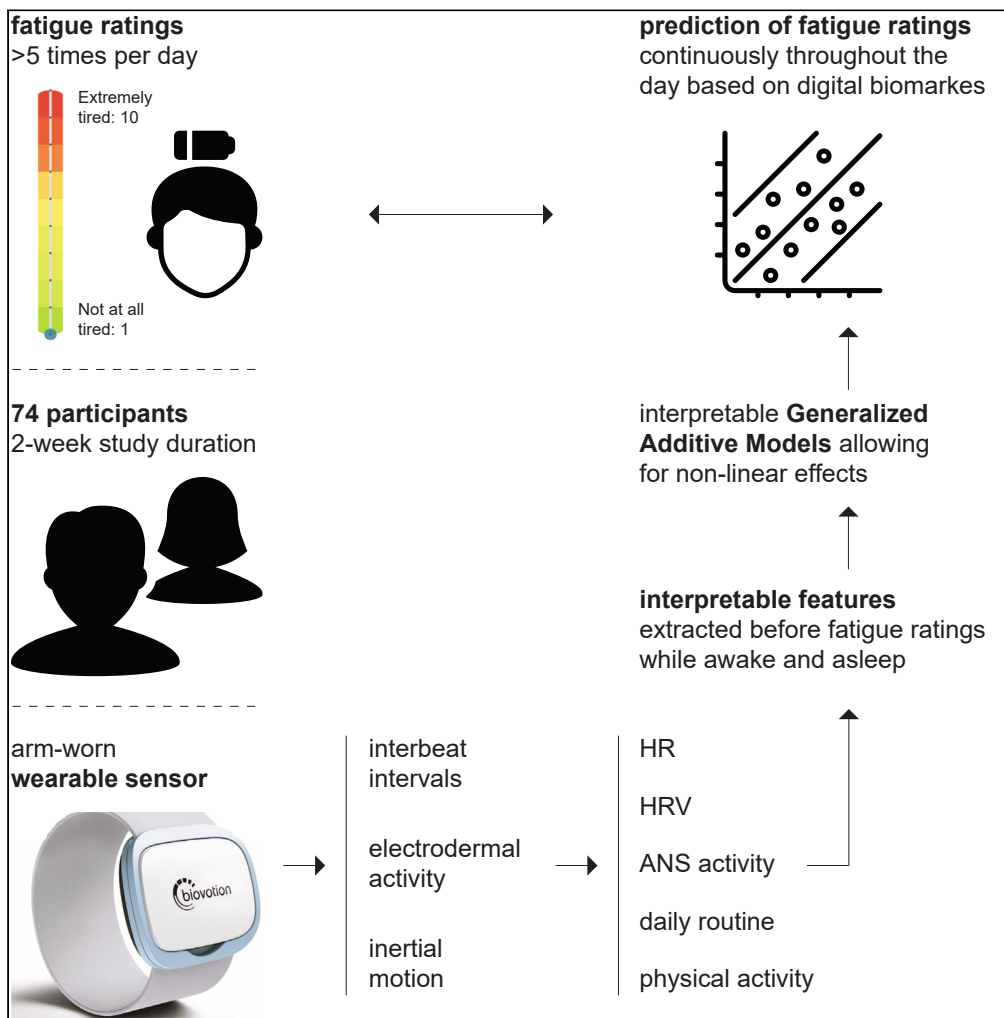 fatigue ratings
>5 times per day
Extremely
tired: 10
Not at all
tired: 1
prediction of fatigue ratings
continuously throughout the
day based on digital biomarkes
74 participants
2-week study duration
interpretable Generalized
Additive Models allowing
for non-linear effects
interpretable features
extracted before fatigue ratings
while awake and asleep
arm-worn
wearable sensor
biovotion
interbeat
intervals
electrodermal
activity
inertial
motion
HR
HRV
ANS activity
daily routine
physical activity